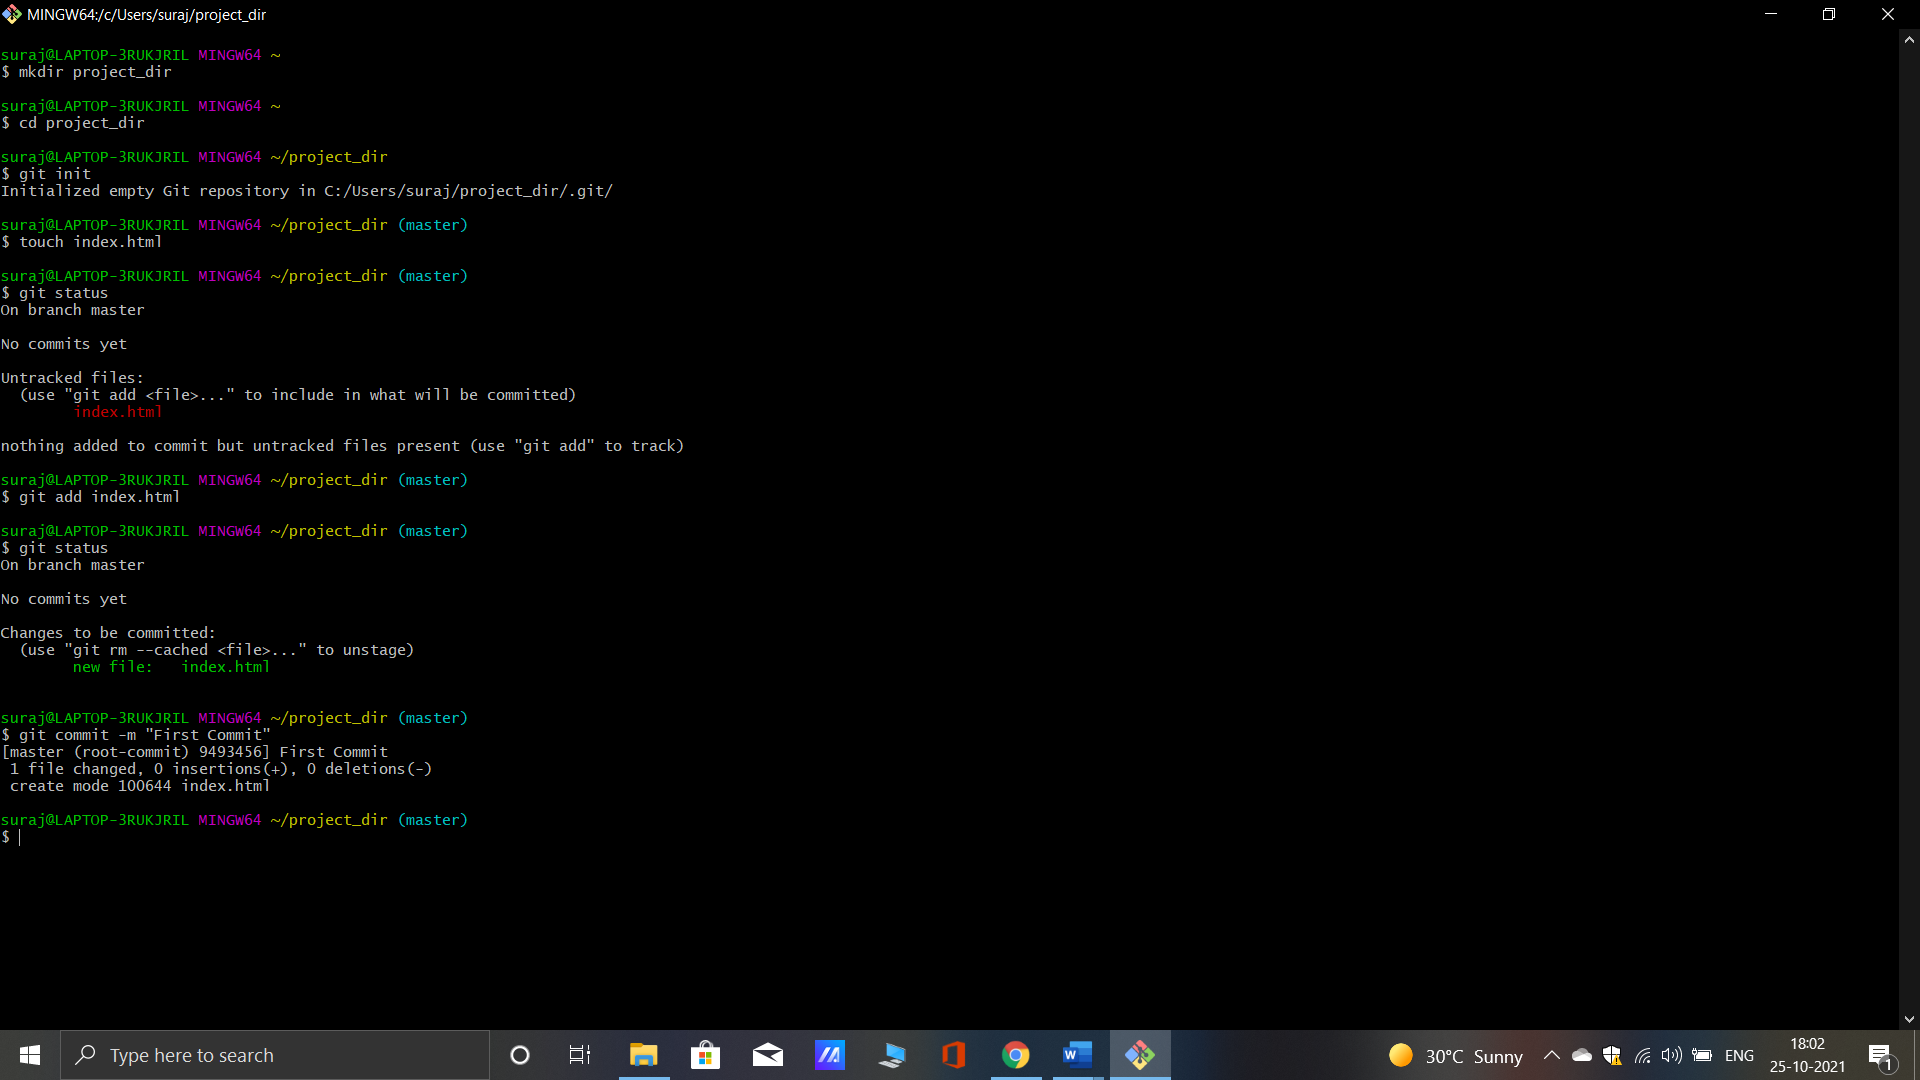 MINGW64:/c/Users/suraj/project_dir
suraj@LAPTOP-3RUKJRIL MINGW64 ~
$ mkdir project_dir
suraj@LAPTOP-3RUKJRIL MINGW64 ~
$ cd project_dir
suraj@LAPTOP-3RUKJRIL MINGW64 ~/project_dir
$ git init
Initialized empty Git repository in C:/Users/suraj/project_dir/.git/
suraj@LAPTOP-3RUKJRIL MINGW64 ~/project_dir (master)
$ touch index.html
suraj@LAPTOP-3RUKJRIL MINGW64 ~/project_dir (master)
$ git status
On branch master
No commits yet
Untracked files:
  (use "git add <file>..." to include in what will be committed)
        index.html
nothing added to commit but untracked files present (use "git add" to track)
suraj@LAPTOP-3RUKJRIL MINGW64 ~/project_dir (master)
$ git add index.html
suraj@LAPTOP-3RUKJRIL MINGW64 ~/project_dir (master)
$ git status
On branch master
No commits yet
Changes to be committed:
  (use "git rm --cached <file>..." to unstage)
        new file:   index.html
suraj@LAPTOP-3RUKJRIL MINGW64 ~/project_dir (master)
$ git commit -m "First Commit"
[master (root-commit) 9493456] First Commit
 1 file changed, 0 insertions(+), 0 deletions(-)
 create mode 100644 index.html
suraj@LAPTOP-3RUKJRIL MINGW64 ~/project_dir (master)
$
Type here to search
W
30°C Sunny
ENG
18:02
25-10-2021
1